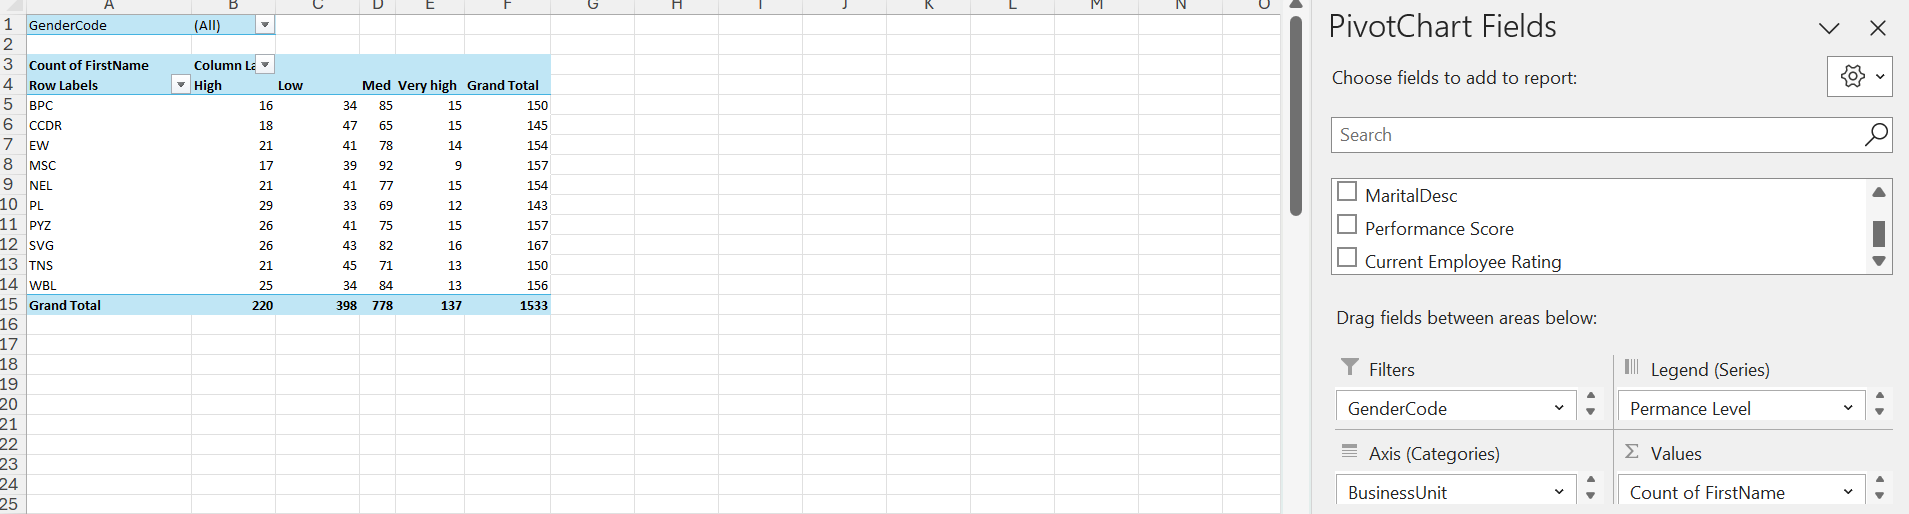 A B C D E F G H I J K L M N O
1 GenderCode (All)
2
3 Count of FirstName Column La
4 Row Labels High Low Med Very high Grand Total
5 BPC 16 34 85 15 150
6 CCDR 18 47 65 15 145
7 EW 21 41 78 14 154
8 MSC 17 39 92 9 157
9 NEL 21 41 77 15 154
10 PL 29 33 69 12 143
11 PYZ 26 41 75 15 157
12 SVG 26 43 82 16 167
13 TNS 21 45 71 13 150
14 WBL 25 34 84 13 156
15 Grand Total 220 398 778 137 1533
16
17
18
19
20
21
22
23
24
25
PivotChart Fields
Choose fields to add to report:
Search
MaritalDesc
Performance Score
Current Employee Rating
Drag fields between areas below:
Filters
GenderCode
Legend (Series)
Permance Level
Axis (Categories)
BusinessUnit
Values
Count of FirstName